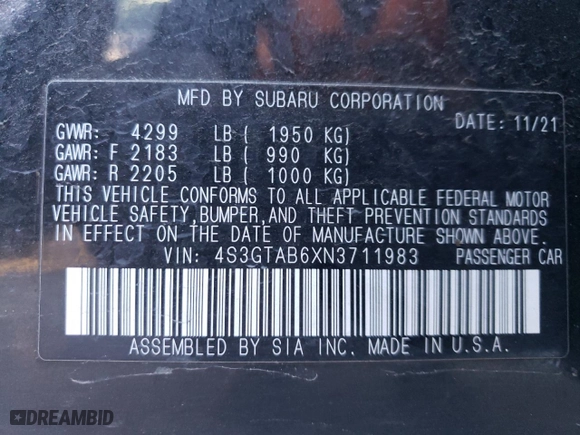 MFD BY SUBARU CORPORATION
DATE: 11/21
GVWR: 4299 LB ( 1950 KG)
GAWR: F 2183 LB ( 990 KG)
GAWR: R 2205 LB ( 1000 KG)
THIS VEHICLE CONFORMS TO ALL APPLICABLE FEDERAL MOTOR
VEHICLE SAFETY,BUMPER,AND THEFT PREVENTION STANDARDS
IN EFFECT ON THE DATE OF MANUFACTURE SHOWN ABOVE.
VIN: 4S3GTAB6XN3711983 PASSENGER CAR
ASSEMBLED BY SIA INC. MADE IN U.S.A.
DREAMBID